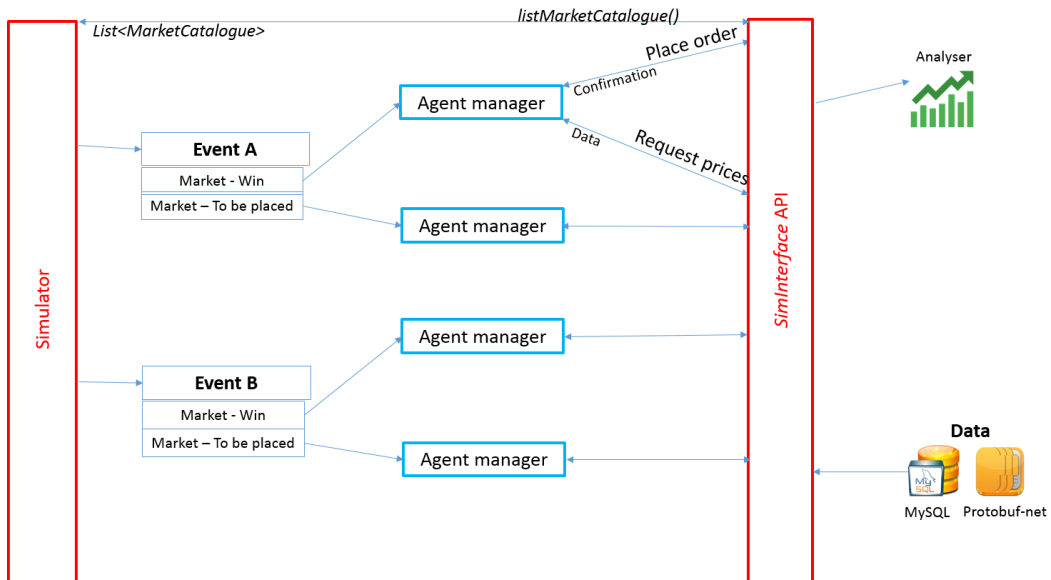 listMarketCatalogue()
List<MarketCatalogue>
Place order
Confirmation
Analyser
Agent manager
Data
Request prices
Event A
Market - Win
Market – To be placed
Agent manager
Simulator
SimInterface API
Agent manager
Event B
Market - Win
Market – To be placed
Agent manager
Data
My
SQL
MySQL
Protobuf-net